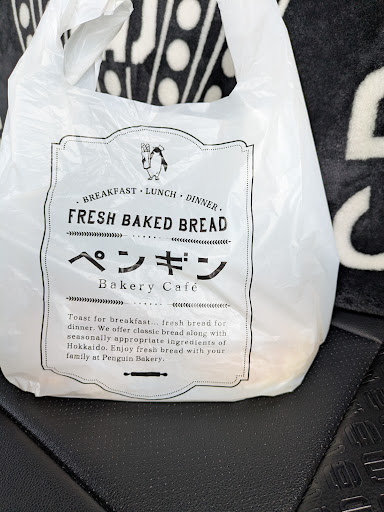 · BREAKFAST · LUNCH · DINNER ·
FRESH BAKED BREAD
ペンギン
Bakery Café
Toast for breakfast... fresh bread for
dinner. We offer classic bread along with
seasonally appropriate ingredients of
Hokkaido. Enjoy fresh bread with your
family at Penguin Bakery.